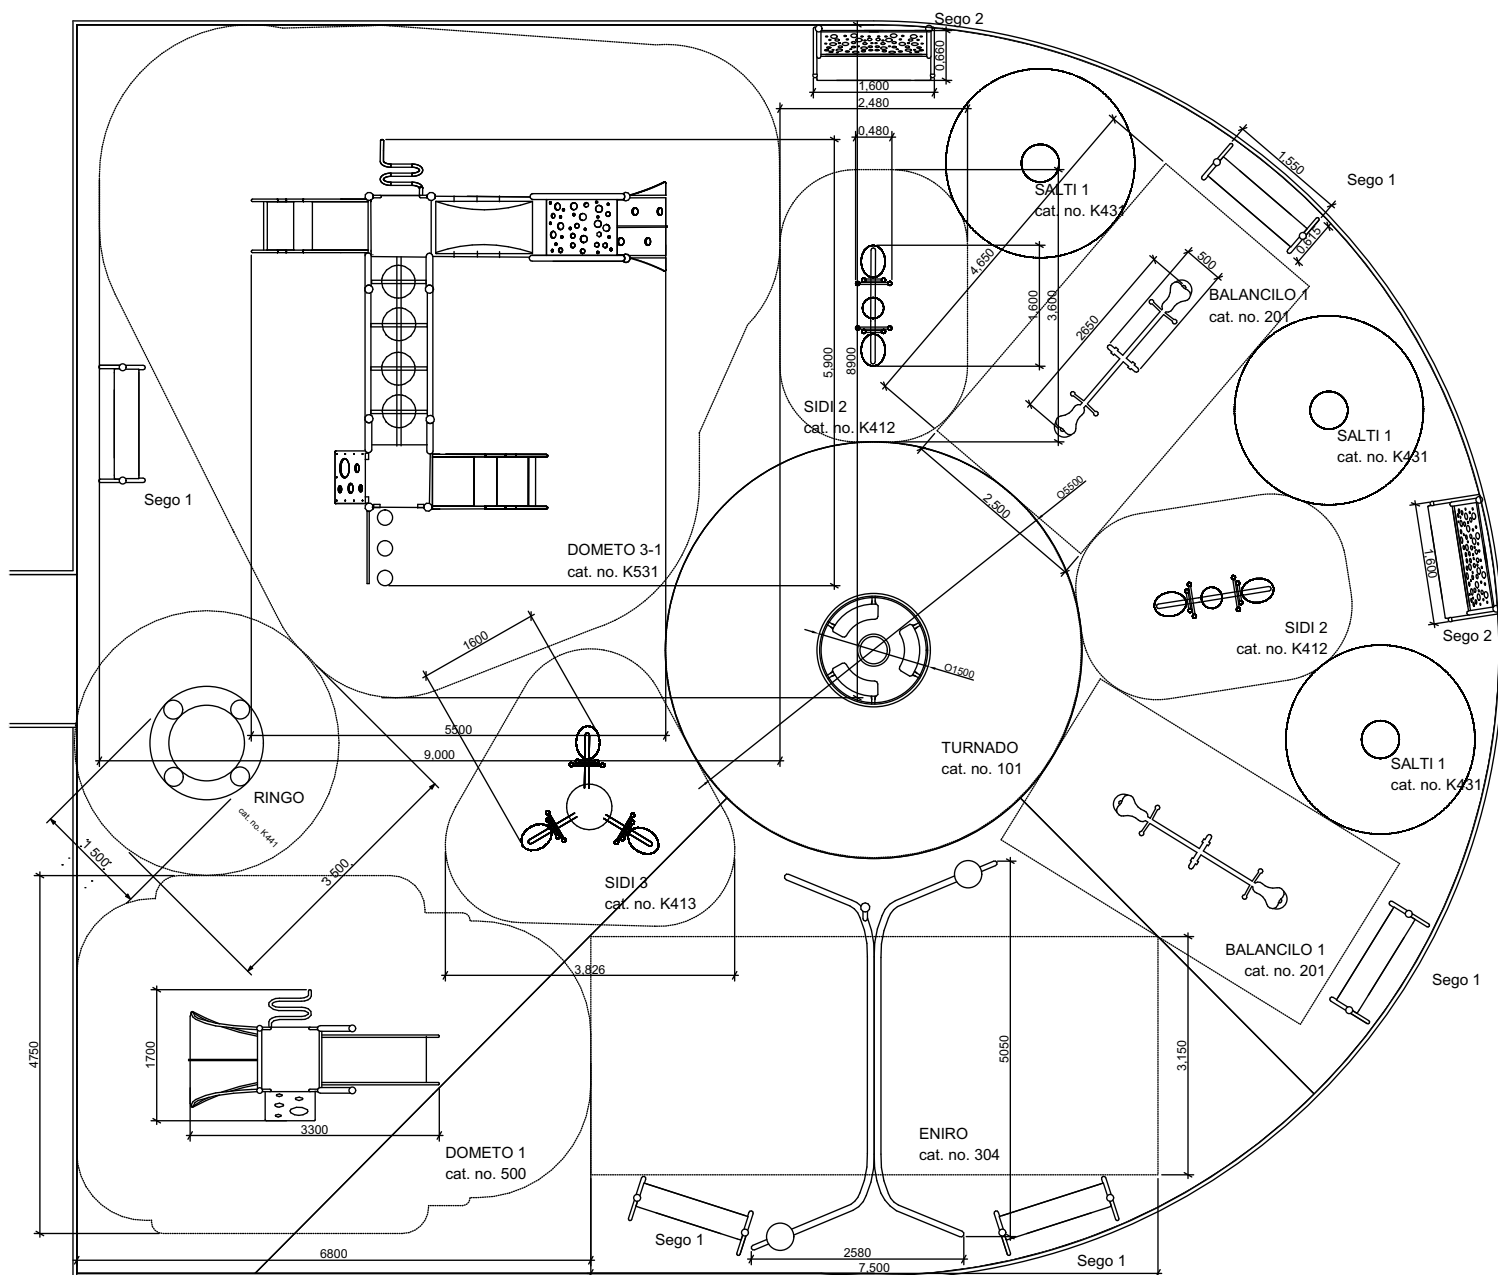 Sego 2
0,660
1,600
2,480
0,480
SALTI 1
cat. no. K431
1,550
Sego 1
0,615
4,650
500
BALANCILO 1
cat. no. 201
2650
1,600
3,600
5,900
8900
SIDI 2
cat. no. K412
SALTI 1
cat. no. K431
Sego 1
O5500
2,500
DOMETO 3-1
cat. no. K531
1,600
Sego 2
SIDI 2
cat. no. K412
1600
O1500
5500
9,000
TURNADO
cat. no. 101
SALTI 1
cat. no. K431
RINGO
cat. no. K441
1,500
3,500
SIDI 3
cat. no. K413
3,826
BALANCILO 1
cat. no. 201
Sego 1
4750
1700
3300
5050
3,150
DOMETO 1
cat. no. 500
ENIRO
cat. no. 304
Sego 1
6800
2580
7,500
Sego 1